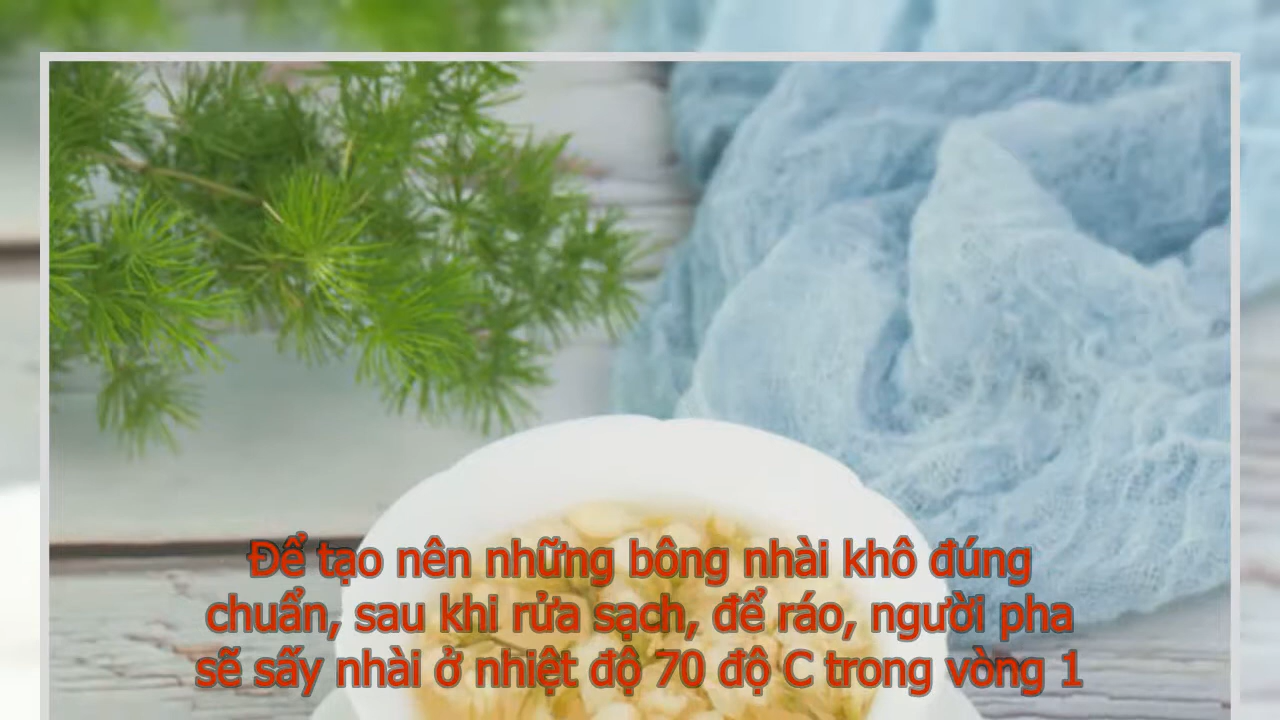 Để tạo nên những bông nhài khô đúng
chuẩn, sau khi rửa sạch, để ráo, người pha
sẽ sấy nhài ở nhiệt độ 70 độ C trong vòng 1